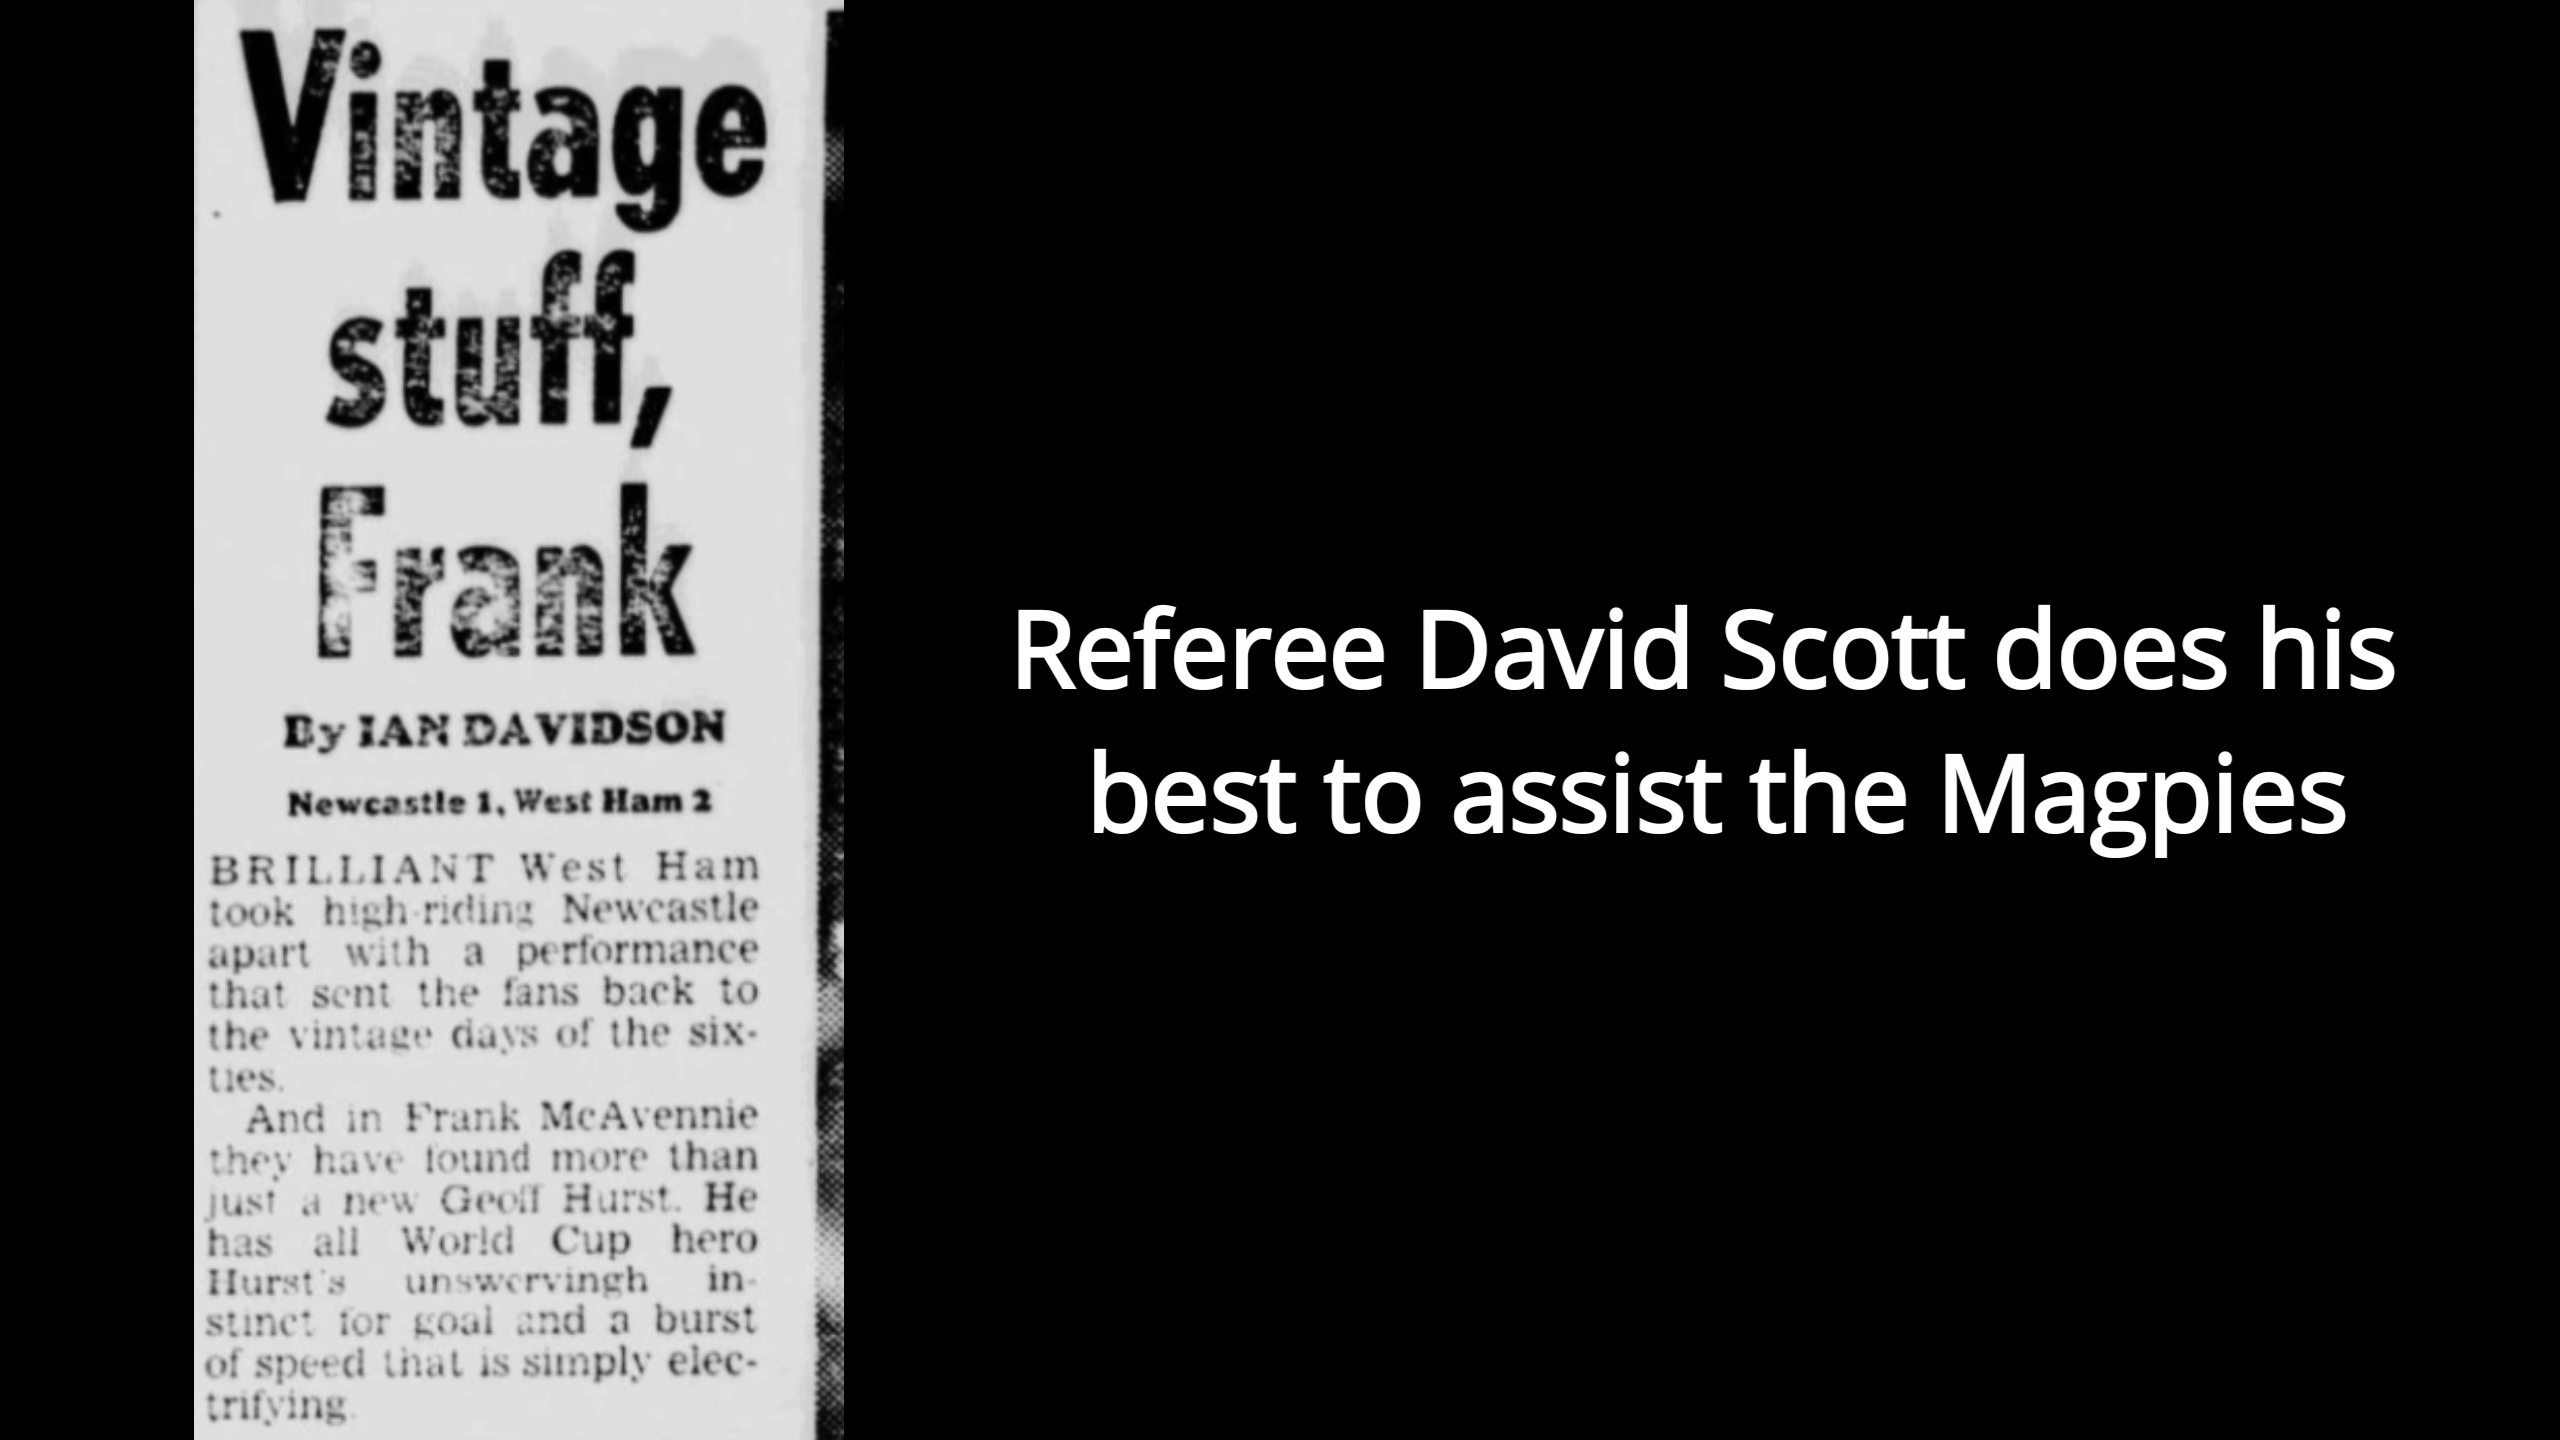 Vintage
stuff,
Frank
By IAN DAVIDSON
Newcastle 1, West Ham 2
BRILLIANT West Ham
took high-riding Newcastle
apart with a performance
that sent the fans back to
the vintage days of the six-
ties.
And in Frank McAvennie
they have found more than
just a new Geoff Hurst. He
has all World Cup hero
Hurst's unswervingh in-
stinct for goal and a burst
of speed that is simply elec-
trifying.
Referee David Scott does his
best to assist the Magpies